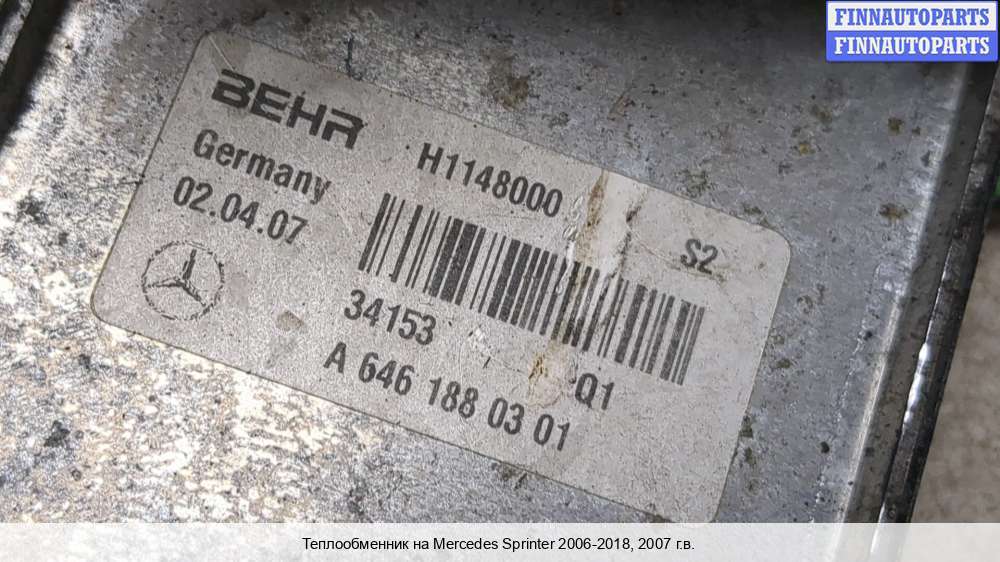 FINNAUTOPARTS
FINNAUTOPARTS
BEHR
H1148000
Germany
S2
02.04.07
34153
Q1
A 646 188 03 01
Теплообменник на Mercedes Sprinter 2006-2018, 2007 г.в.